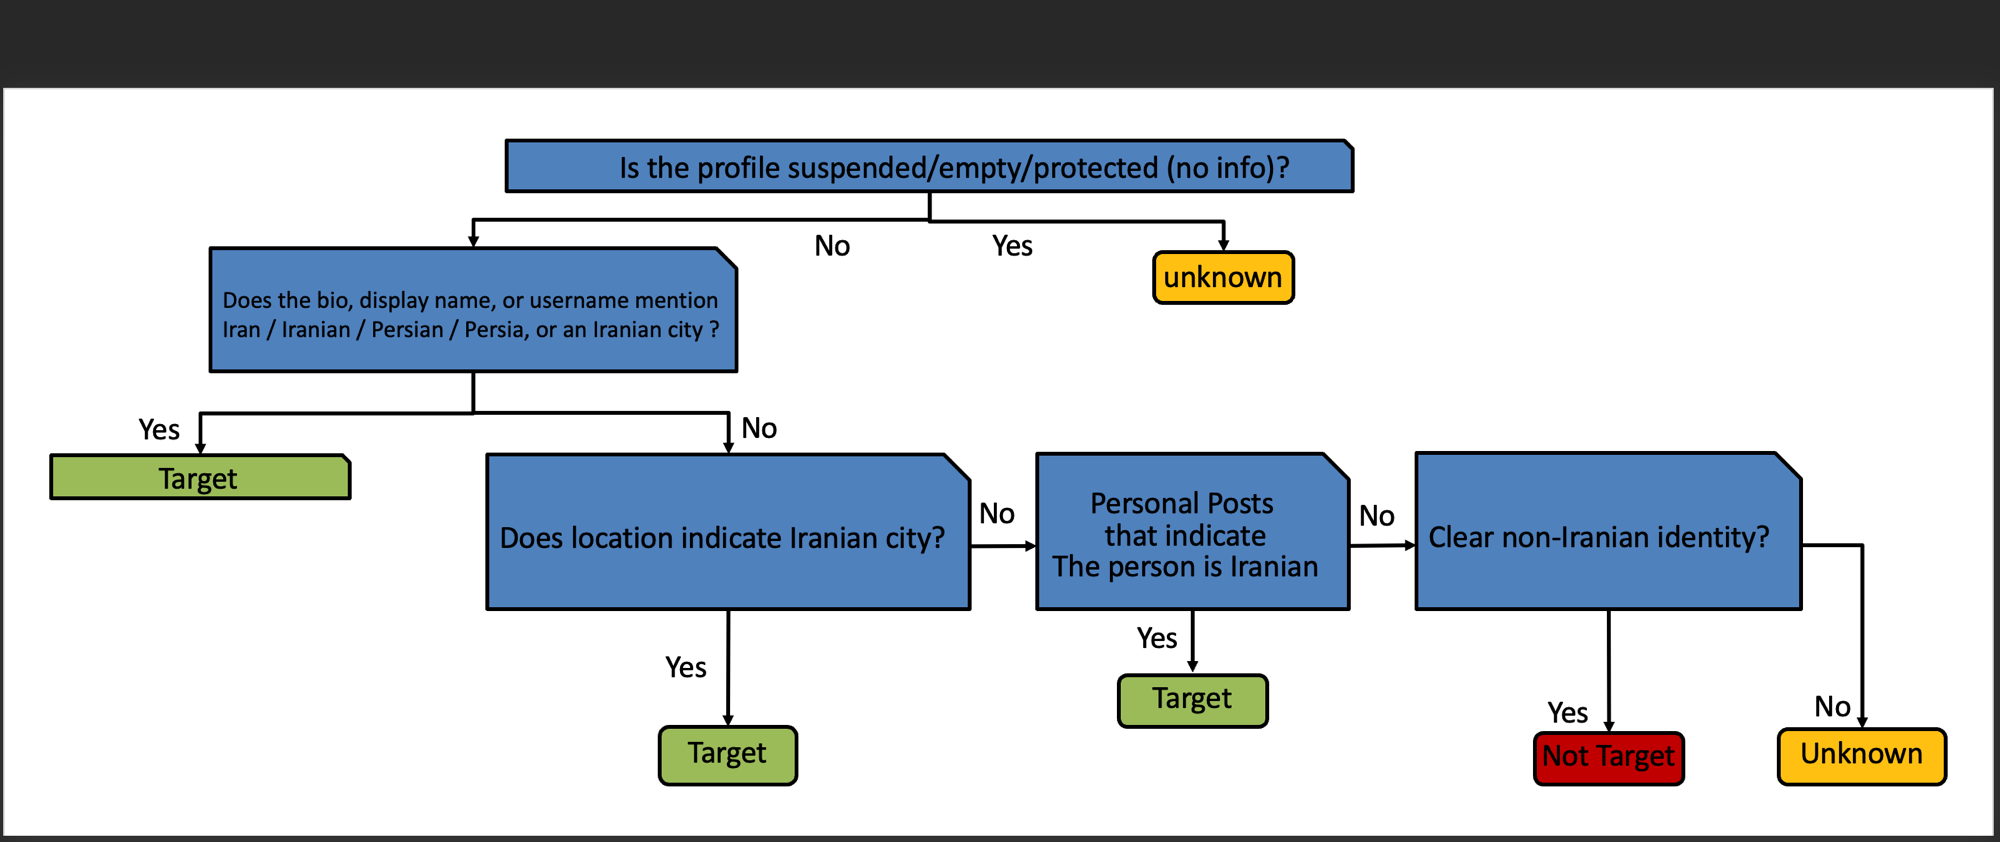 Is the profile suspended/empty/protected (no info)?
No
Yes
unknown
Does the bio, display name, or username mention
Iran / Iranian / Persian / Persia, or an Iranian city ?
Yes
No
Target
Does location indicate Iranian city?
No
Personal Posts
that indicate
The person is Iranian
No
Clear non-Iranian identity?
Yes
Target
Yes
Target
Yes
Not Target
No
Unknown